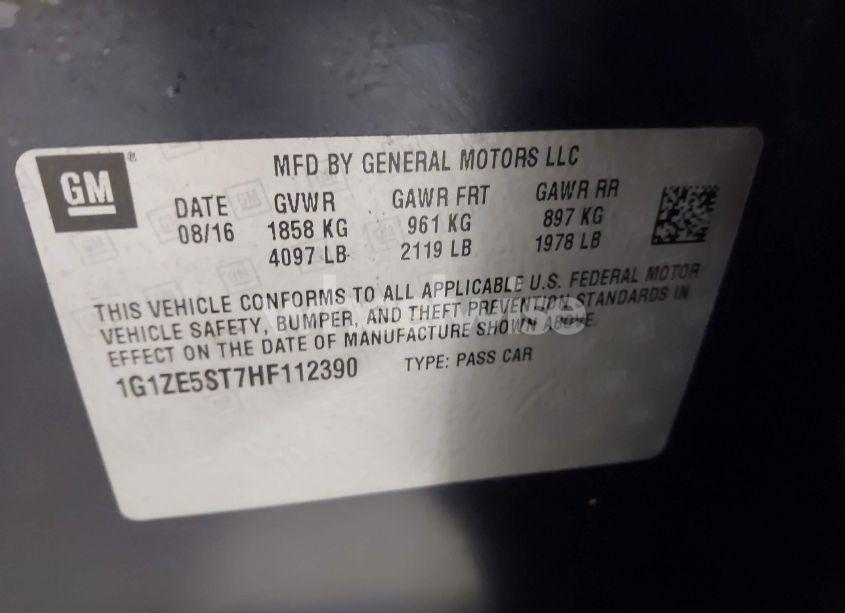 GM
®
MFD BY GENERAL MOTORS LLC
DATE GVWR GAWR FRT GAWR RR
08/16 1858 KG 961 KG 897 KG
4097 LB 2119 LB 1978 LB
THIS VEHICLE CONFORMS TO ALL APPLICABLE U.S. FEDERAL MOTOR
VEHICLE SAFETY, BUMPER, AND THEFT PREVENTION STANDARDS IN
EFFECT ON THE DATE OF MANUFACTURE SHOWN ABOVE.
1G1ZE5ST7HF112390 TYPE: PASS CAR